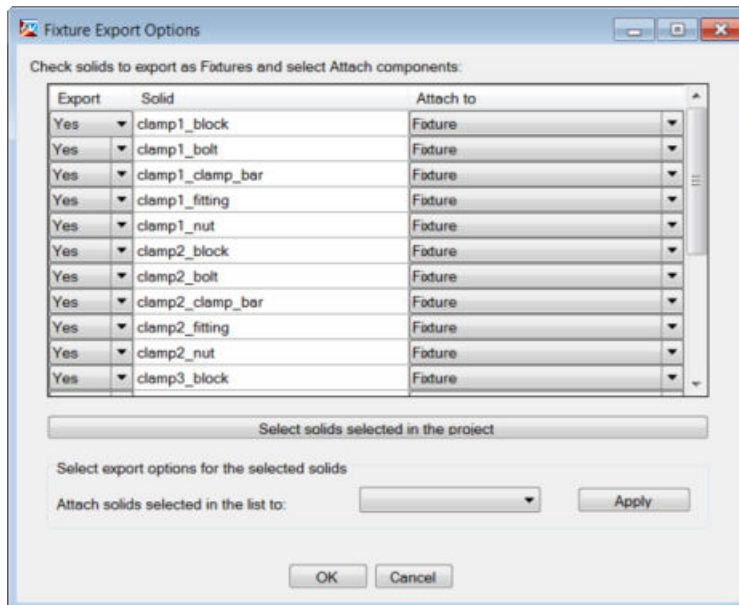 Fixture Export Options
Check solids to export as Fixtures and select Attach components:
Export Solid Attach to
Yes clamp1_block Fixture
Yes clamp1_bolt Fixture
Yes clamp1_clamp_bar Fixture
Yes clamp1_fitting Fixture
Yes clamp1_nut Fixture
Yes clamp2_block Fixture
Yes clamp2_bolt Fixture
Yes clamp2_clamp_bar Fixture
Yes clamp2_fitting Fixture
Yes clamp2_nut Fixture
Yes clamp3_block Fixture
Select solids selected in the project
Select export options for the selected solids
Attach solids selected in the list to: Apply
OK Cancel